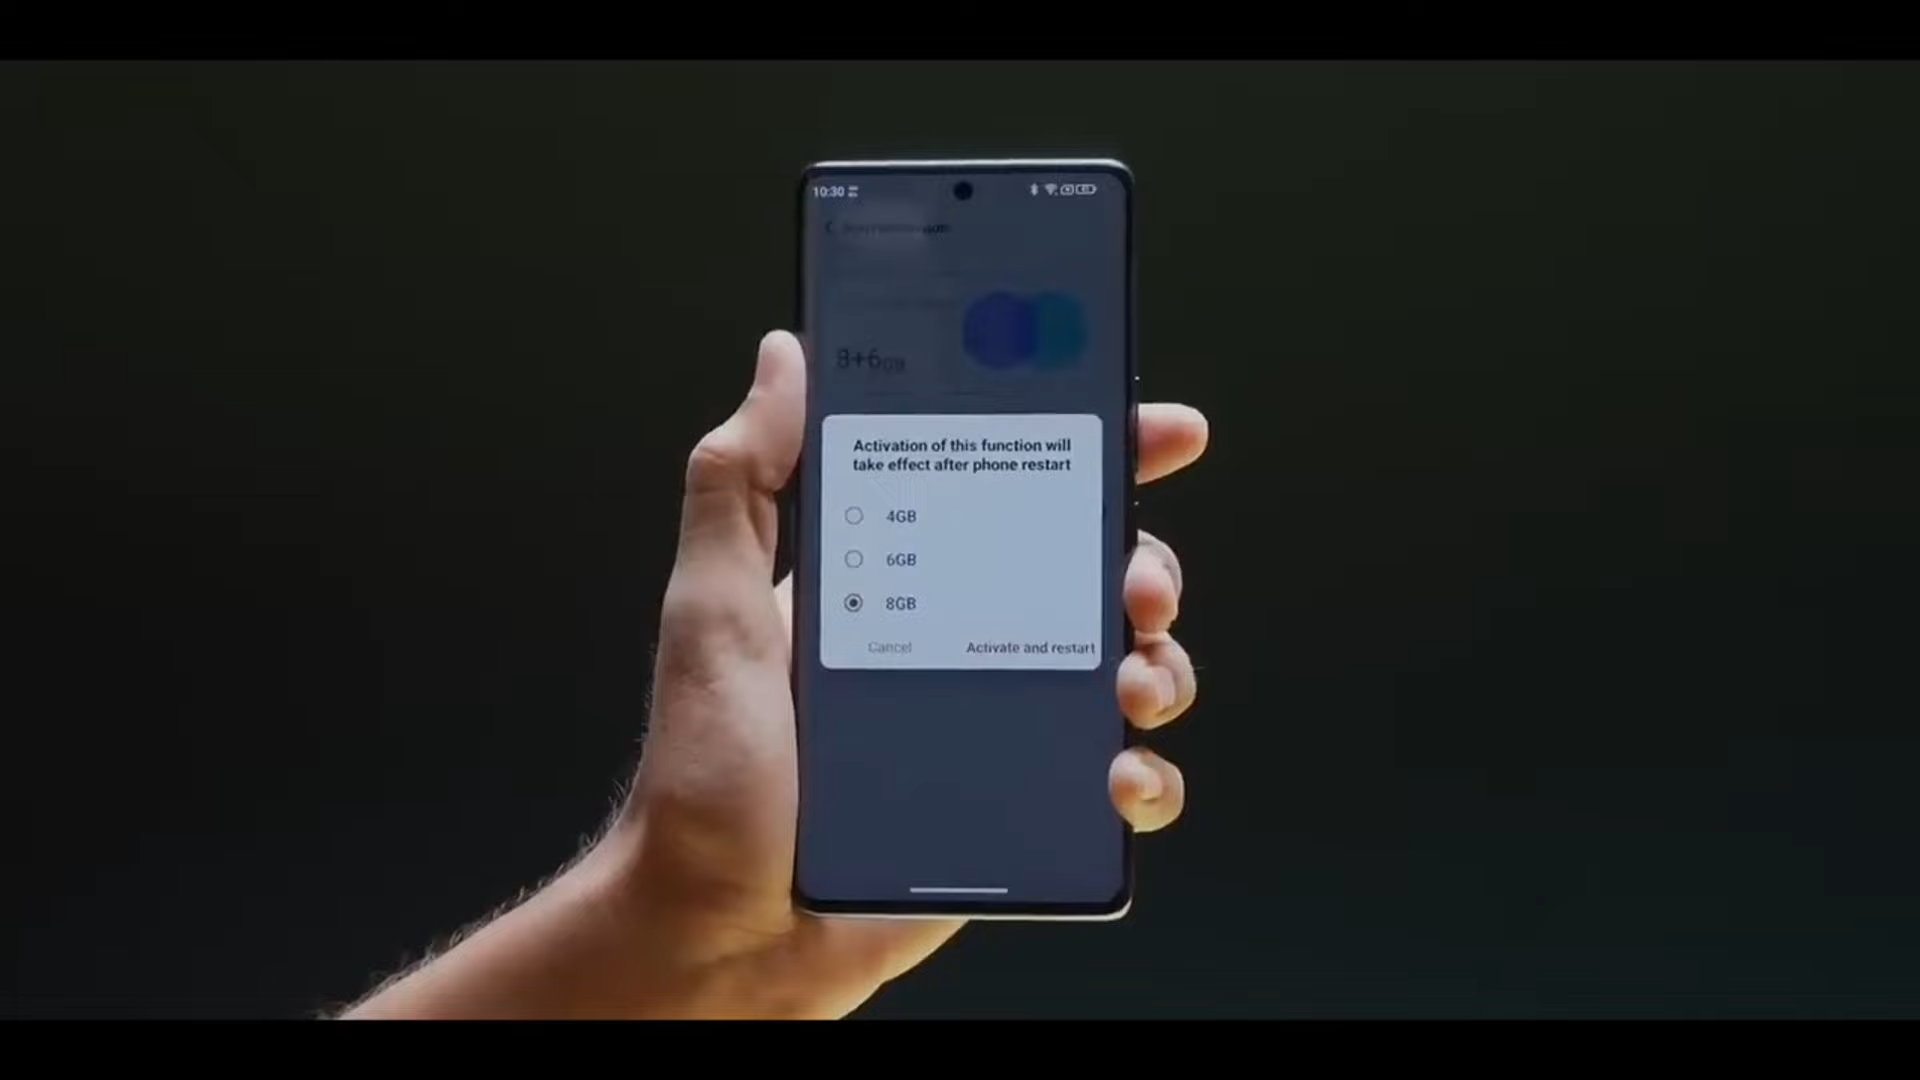 10:30
8+6GB
Activation of this function will
take effect after phone restart
4GB
6GB
8GB
Cancel
Activate and restart